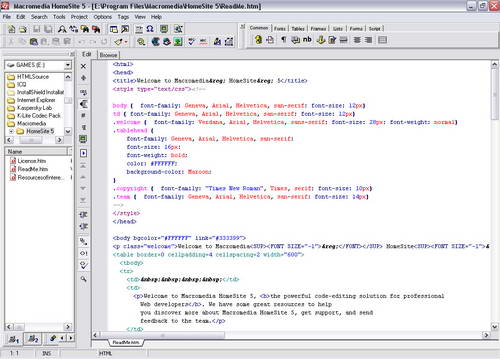 Macromedia HomeSite 5 - [E:\Program Files\Macromedia\HomeSite 5\ReadMe.htm]
File Edit Search Tools Project Options Tags View Window Help
Common Fonts Tables Frames Lists Forms Script
GAMES (E:)
HTMLSource
ICQ
InstallShield Installat
Internet Explorer
Kaspersky Lab
K-Lite Codec Pack
Macromedia
HomeSite 5
Name
License.htm
ReadMe.htm
ResourcesofIntere...
Edit Browse
<html>
<head>
<title>Welcome to Macromedia&reg; HomeSite&reg; 5</title>
<style type="text/css"><!--
body { font-family: Geneva, Arial, Helvetica, san-serif; font-size: 12px}
td { font-family: Geneva, Arial, Helvetica, san-serif; font-size: 12px}
.welcome { font-family: Verdana, Arial, Helvetica, sans-serif; font-size: 28px; font-weight: normal}
.tablehead {
font-family: Geneva, Arial, Helvetica, san-serif;
font-size: 16px;
font-weight: bold;
color: #FFFFFF;
background-color: Maroon;
}
.copyright { font-family: "Times New Roman", Times, serif; font-size: 10px}
.team { font-family: Geneva, Arial, Helvetica, san-serif; font-size: 14px}
-->
</style>
</head>
<body bgcolor="#FFFFFF" link="#333399">
<p class="welcome">Welcome to Macromedia<SUP><FONT SIZE="-1">&reg;</FONT></SUP> HomeSite<SUP><FONT SIZE="-1">&
<table border=0 cellpadding=4 cellspacing=2 width="600">
<tbody>
<tr>
<td>&nbsp;&nbsp;&nbsp;&nbsp;</td>
<td>
<p>Welcome to Macromedia HomeSite 5, <b>the powerful code-editing solution for professional
Web developers</b>. We have some great resources to help
you discover more about Macromedia HomeSite 5, get support, and send
feedback to the team.</p>
</td>
1 2
ReadMe.htm
1: 1 INS HTML